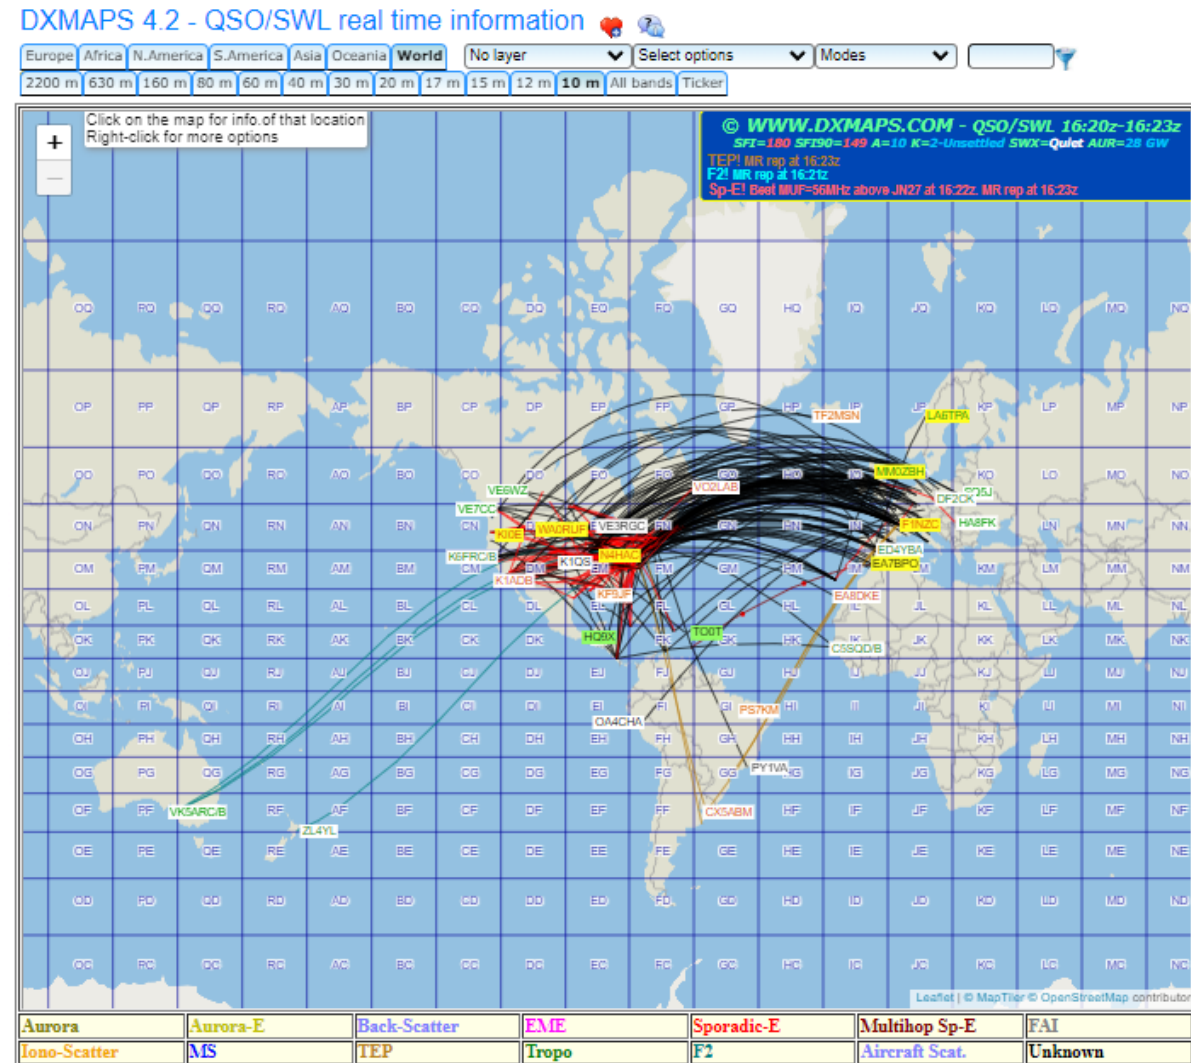 DXMAPS 4.2 - QSO/SWL real time information
Europe Africa N.America S.America Asia Oceania World No layer Select options Modes
2200 m 630 m 160 m 80 m 60 m 40 m 30 m 20 m 17 m 15 m 12 m 10 m All bands Ticker
+
−
Click on the map for info.of that location
Right-click for more options
© WWW.DXMAPS.COM - QSO/SWL 16:20z-16:23z
SFI=180 SFI90=149 A=10 K=2-Unsettled SWX=Quiet AUR=28 GW
TEP! MR rep at 16:23z
F2! MR rep at 16:21z
Sp-E! Best MUF=56MHz above JN27 at 16:22z. MR rep at 16:23z
OQ PQ QQ RQ AQ BQ CQ DQ EQ FQ GQ HQ IQ JQ KQ LQ MQ NQ
OP PP QP RP AP BP CP DP EP FP GP HP IP JP KP LP MP NP
TF2MSN LA6TPA
OO PO QO RO AO BO CO DO EO FO GO HO IO KO LO MO NO
MM0ZBH
VE6WZ VO2LAB DF2CK
VE7CC
ON PN QN RN AN BN CN FN GN HN IN LN MN NN
KI0E WA0RUF VE3RGC F1NZC HA8FK
K6FRC/B K1QS N4HAC ED4YBA EA7BPO
OM PM QM RM AM BM CM DM EM FM GM HM IM KM LM MM NM
K1ADB KF9JF EA8DKE
OL PL QL RL AL BL CL DL EL FL GL HL JL KL LL ML NL
HQ9X TO0T C5SQD/B
OK PK QK RK AK BK CK DK FK GK HK IK JK KK LK MK NK
OJ PJ QJ RJ AJ BJ CJ DJ EJ FJ GJ HJ IJ JJ KJ LJ MJ NJ
OI PI QI RI AI BI CI DI EI FI GI HI II JI KI LI MI NI
OA4CHA PS7KM
OH PH QH RH AH BH CH DH EH FH GH HH IH JH KH LH MH NH
OG PG QG RG AG BG CG DG EG FG GG HG IG JG KG LG MG NG
PY1VA
OF PF RF AF BF CF DF EF FF HF IF JF KF LF MF NF
VK5ARC/B ZL4YL CX5ABM
OE PE QE RE AE BE CE DE EE FE GE HE IE JE KE LE ME NE
OD PD QD RD AD BD CD DD ED FD GD HD ID JD KD LD MD ND
OC PC QC RC AC BC CC DC EC FC GC HC IC JC KC LC MC NC
Leaflet | © MapTiler © OpenStreetMap contributor
Aurora Aurora-E Back-Scatter EME Sporadic-E Multihop Sp-E FAI
Iono-Scatter MS TEP Tropo F2 Aircraft Scat. Unknown